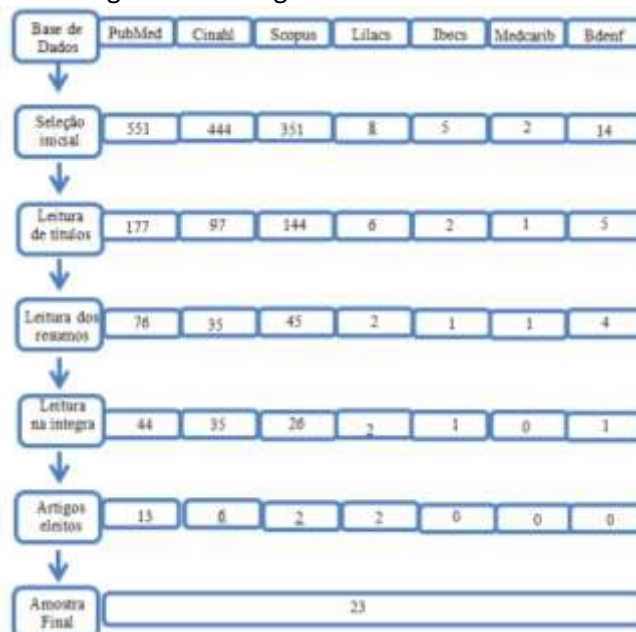 Base de
Dados
PubMed Cinahl Scopus Lilacs Ibecs Medcarib Bdenf
Seleção
inicial
551 444 351 8 5 2 14
Leitura
de títulos
177 97 144 6 2 1 5
Leitura dos
resumos
76 35 45 2 1 1 4
Leitura
na íntegra
44 35 26 2 1 0 1
Artigos
eleitos
13 6 2 2 0 0 0
Amostra
Final
23